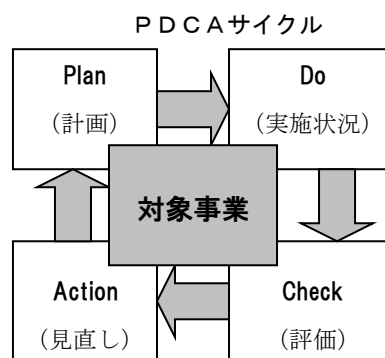 ＰＤＣＡサイクル
Plan
（計画）
Do
（実施状況）
対象事業
Action
（見直し）
Check
（評価）